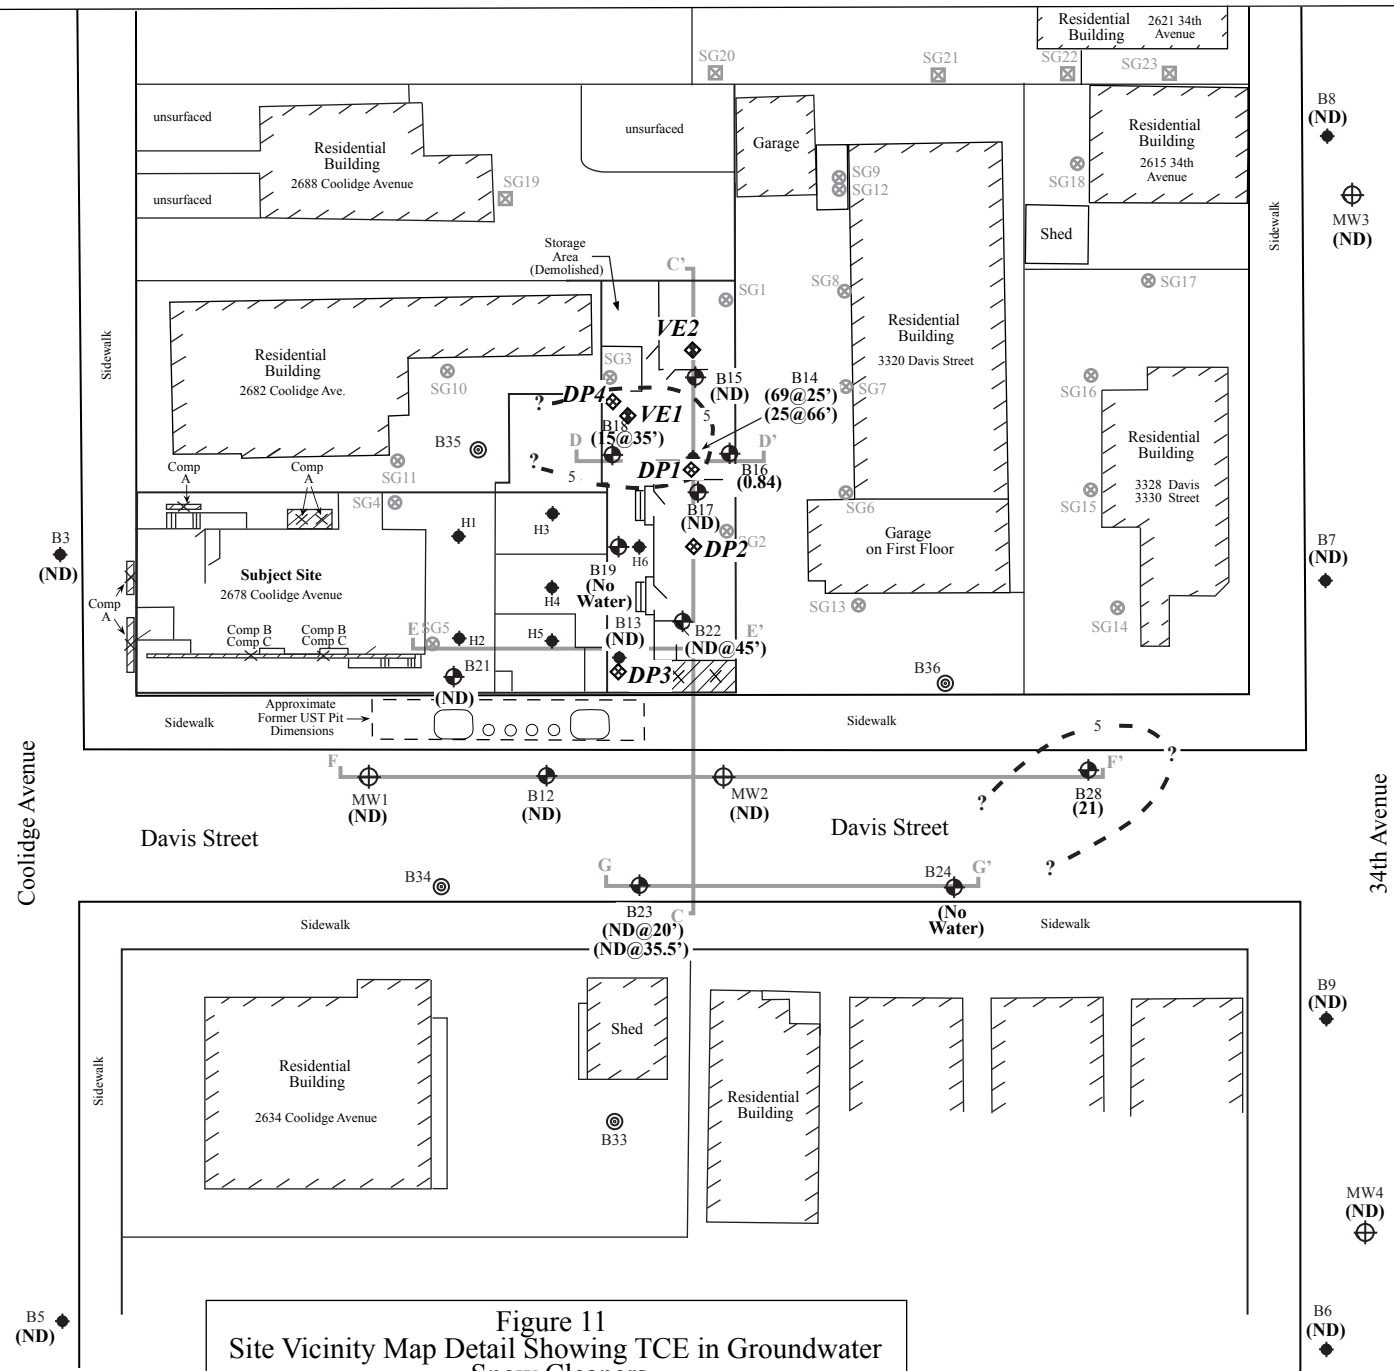 Residential
Building
2621 34th
Avenue
SG20
SG21
SG22
SG23
B8
(ND)
unsurfaced
Residential
Building
2688 Coolidge Avenue
unsurfaced
SG19
unsurfaced
Garage
SG9
SG12
SG18
Residential
Building
2615 34th
Avenue
Shed
Sidewalk
MW3
(ND)
Storage
Area
(Demolished)
C'
SG1
SG8
SG17
Sidewalk
Residential
Building
2682 Coolidge Ave.
SG10
SG3
VE2
Residential
Building
3320 Davis Street
B15
(ND)
B14
(69@25')
(25@66')
SG7
SG16
DP4
?
VE1
5
B18
(15@35')
D
D'
B35
?
5
DP1
B16
(0.84)
SG11
Comp
A
Comp
A
SG4
B17
(ND)
SG6
SG15
Residential
Building
3328 Davis
3330 Street
B3
(ND)
H1
H3
SG2
DP2
Garage
on First Floor
B7
(ND)
Subject Site
2678 Coolidge Avenue
H6
B19
(No
Water)
Comp
A
H4
SG13
SG14
Comp B
Comp C
Comp B
Comp C
E
SG5
H2
H5
B13
(ND)
B22
(ND@45')
E'
B21
(ND)
DP3
B36
Approximate
Former UST Pit
Dimensions
Sidewalk
Sidewalk
5
?
?
?
F
F'
MW1
(ND)
B12
(ND)
MW2
(ND)
B28
(21)
Coolidge Avenue
Davis Street
Davis Street
34th Avenue
B34
G
G'
B24
(No
Water)
B23
(ND@20')
(ND@35.5')
C
Sidewalk
Sidewalk
B9
(ND)
Sidewalk
Residential
Building
2634 Coolidge Avenue
Shed
Residential
Building
B33
MW4
(ND)
B5
(ND)
B6
(ND)
Figure 11
Site Vicinity Map Detail Showing TCE in Groundwater
Snow Cleaners